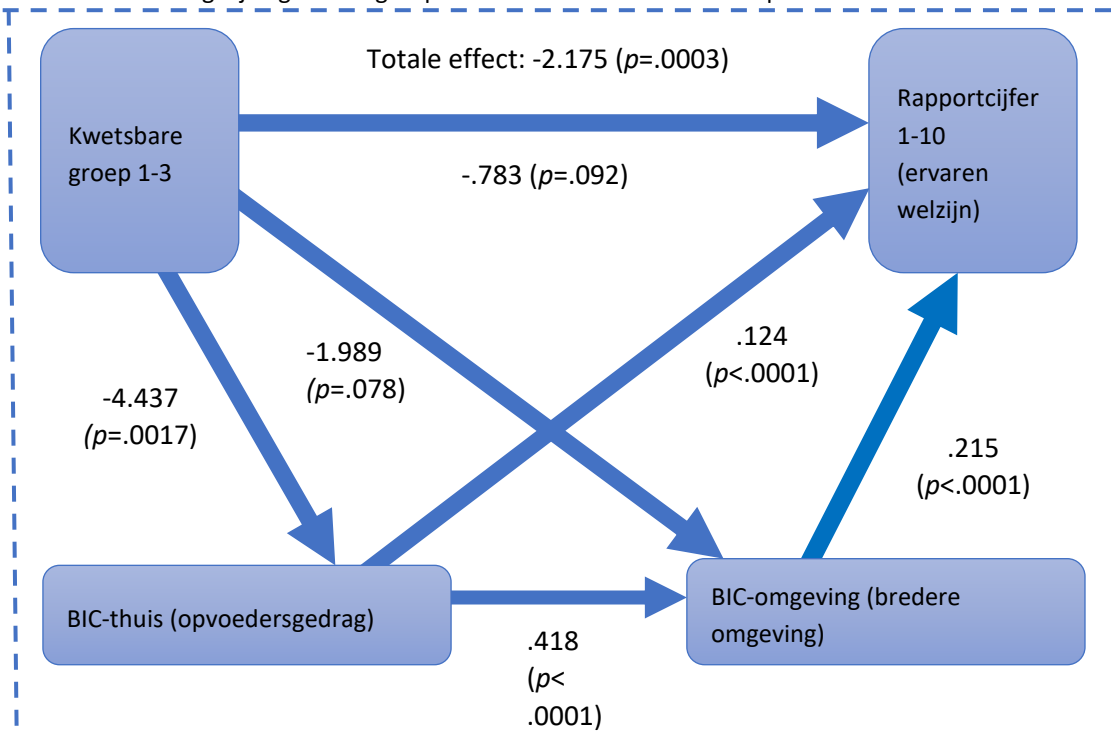 Totale effect: -2.175 (p=.0003)
Kwetsbare
groep 1-3
Rapportcijfer
1-10
(ervaren
welzijn)
-.783 (p=.092)
-1.989
(p=.078)
.124
(p<.0001)
-4.437
(p=.0017)
.215
(p<.0001)
BIC-thuis (opvoedersgedrag)
BIC-omgeving (bredere
omgeving)
.418
(p<
.0001)